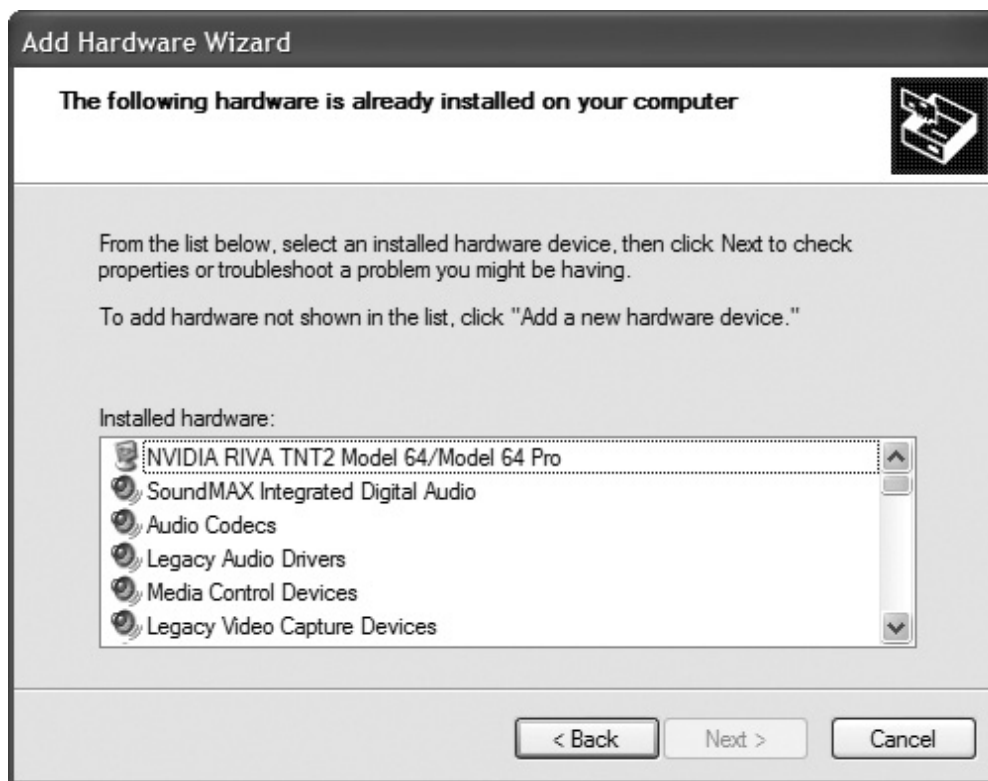 Add Hardware Wizard
The following hardware is already installed on your computer
From the list below, select an installed hardware device, then click Next to check
properties or troubleshoot a problem you might be having.
To add hardware not shown in the list, click "Add a new hardware device."
Installed hardware:
NVIDIA RIVA TNT2 Model 64/Model 64 Pro
SoundMAX Integrated Digital Audio
Audio Codecs
Legacy Audio Drivers
Media Control Devices
Legacy Video Capture Devices
< Back Next > Cancel